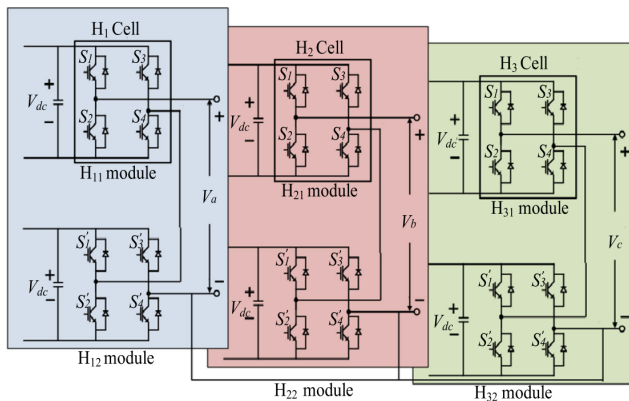 H1 Cell
S1
S3
+
Vdc
−
S2
S4
+
H11 module
Va
S'1
S'3
+
Vdc
−
S'2
S'4
−
H12 module
H2 Cell
S1
S3
+
Vdc
−
S2
S4
+
H21 module
Vb
S'1
S'3
+
Vdc
−
S'2
S'4
−
H22 module
H3 Cell
S1
S3
+
Vdc
−
S2
S4
+
H31 module
Vc
S'1
S'3
+
Vdc
−
S'2
S'4
−
H32 module